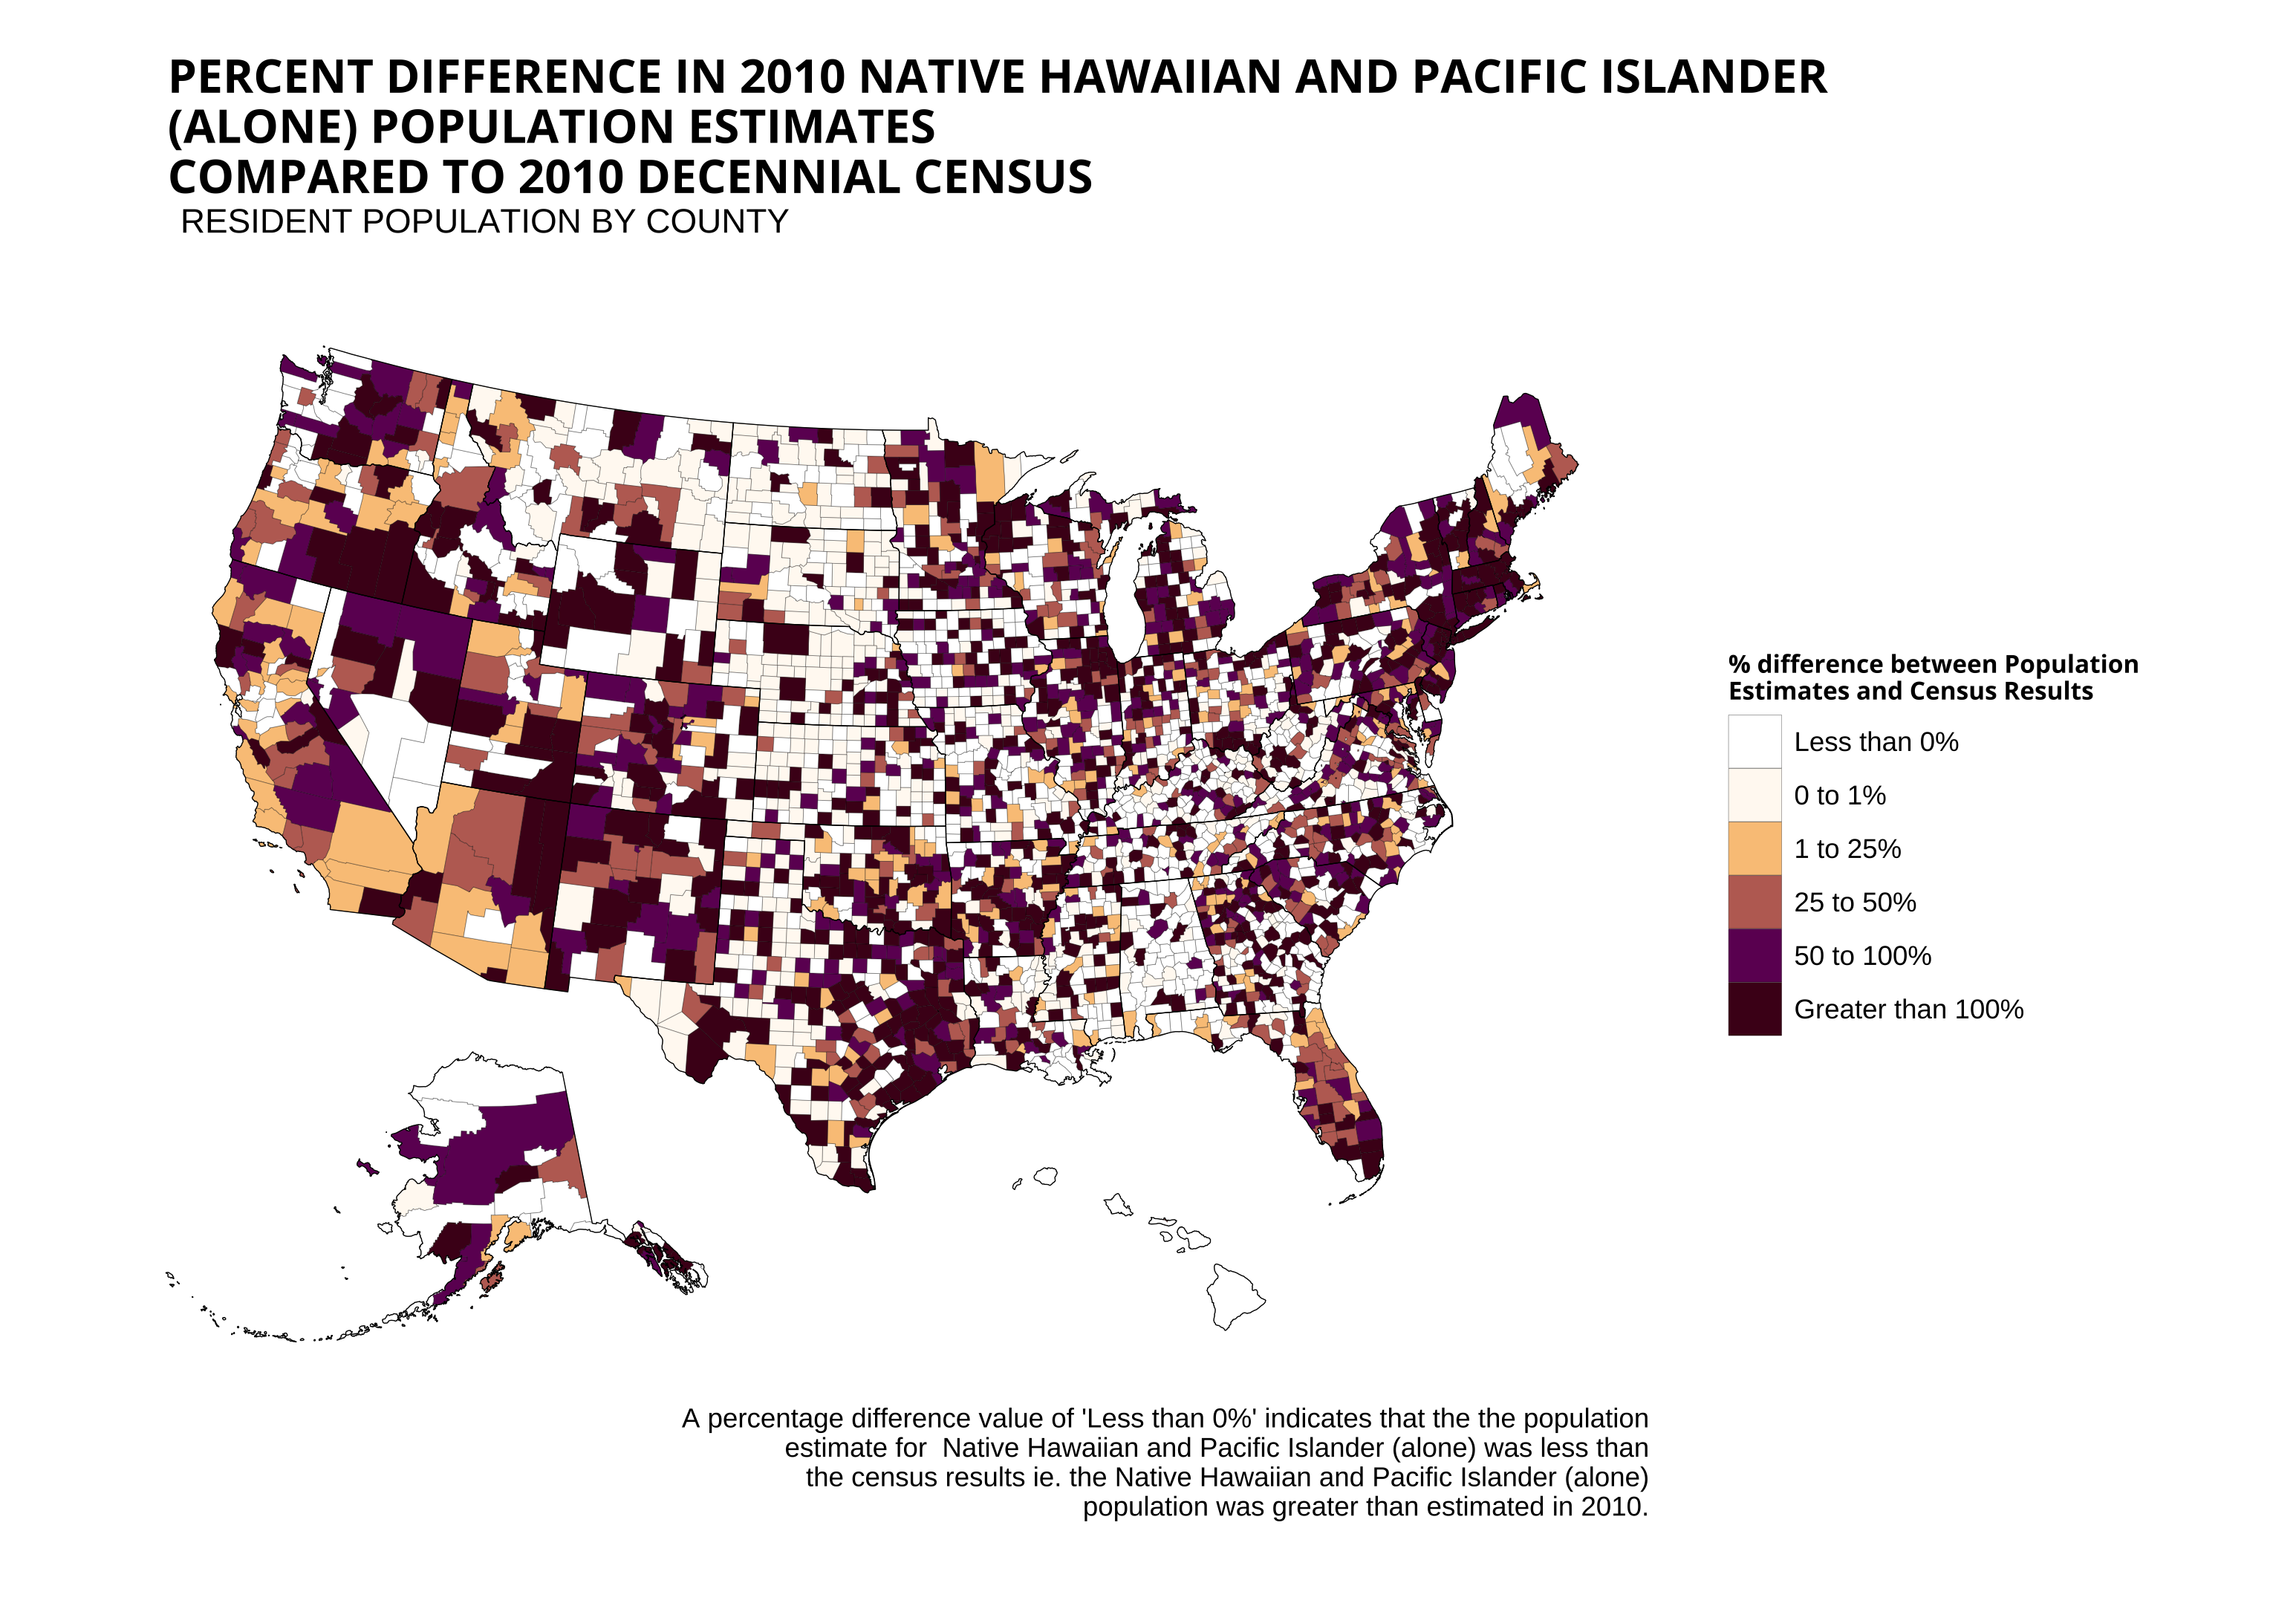 PERCENT DIFFERENCE IN 2010 NATIVE HAWAIIAN AND PACIFIC ISLANDER
(ALONE) POPULATION ESTIMATES
COMPARED TO 2010 DECENNIAL CENSUS
RESIDENT POPULATION BY COUNTY
% difference between Population
Estimates and Census Results
Less than 0%
0 to 1%
1 to 25%
25 to 50%
50 to 100%
Greater than 100%
A percentage difference value of 'Less than 0%' indicates that the the population
estimate for  Native Hawaiian and Pacific Islander (alone) was less than
the census results ie. the Native Hawaiian and Pacific Islander (alone)
population was greater than estimated in 2010.